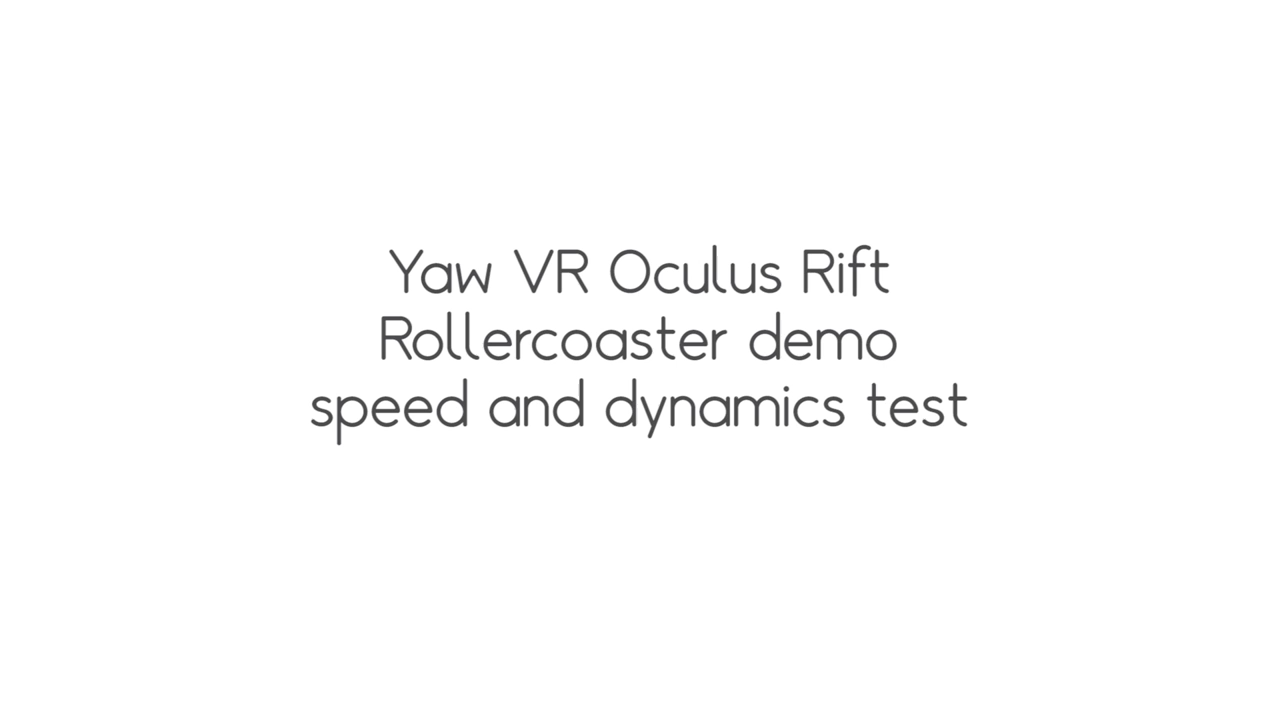 Yaw VR Oculus Rift
Rollercoaster demo
speed and dynamics test